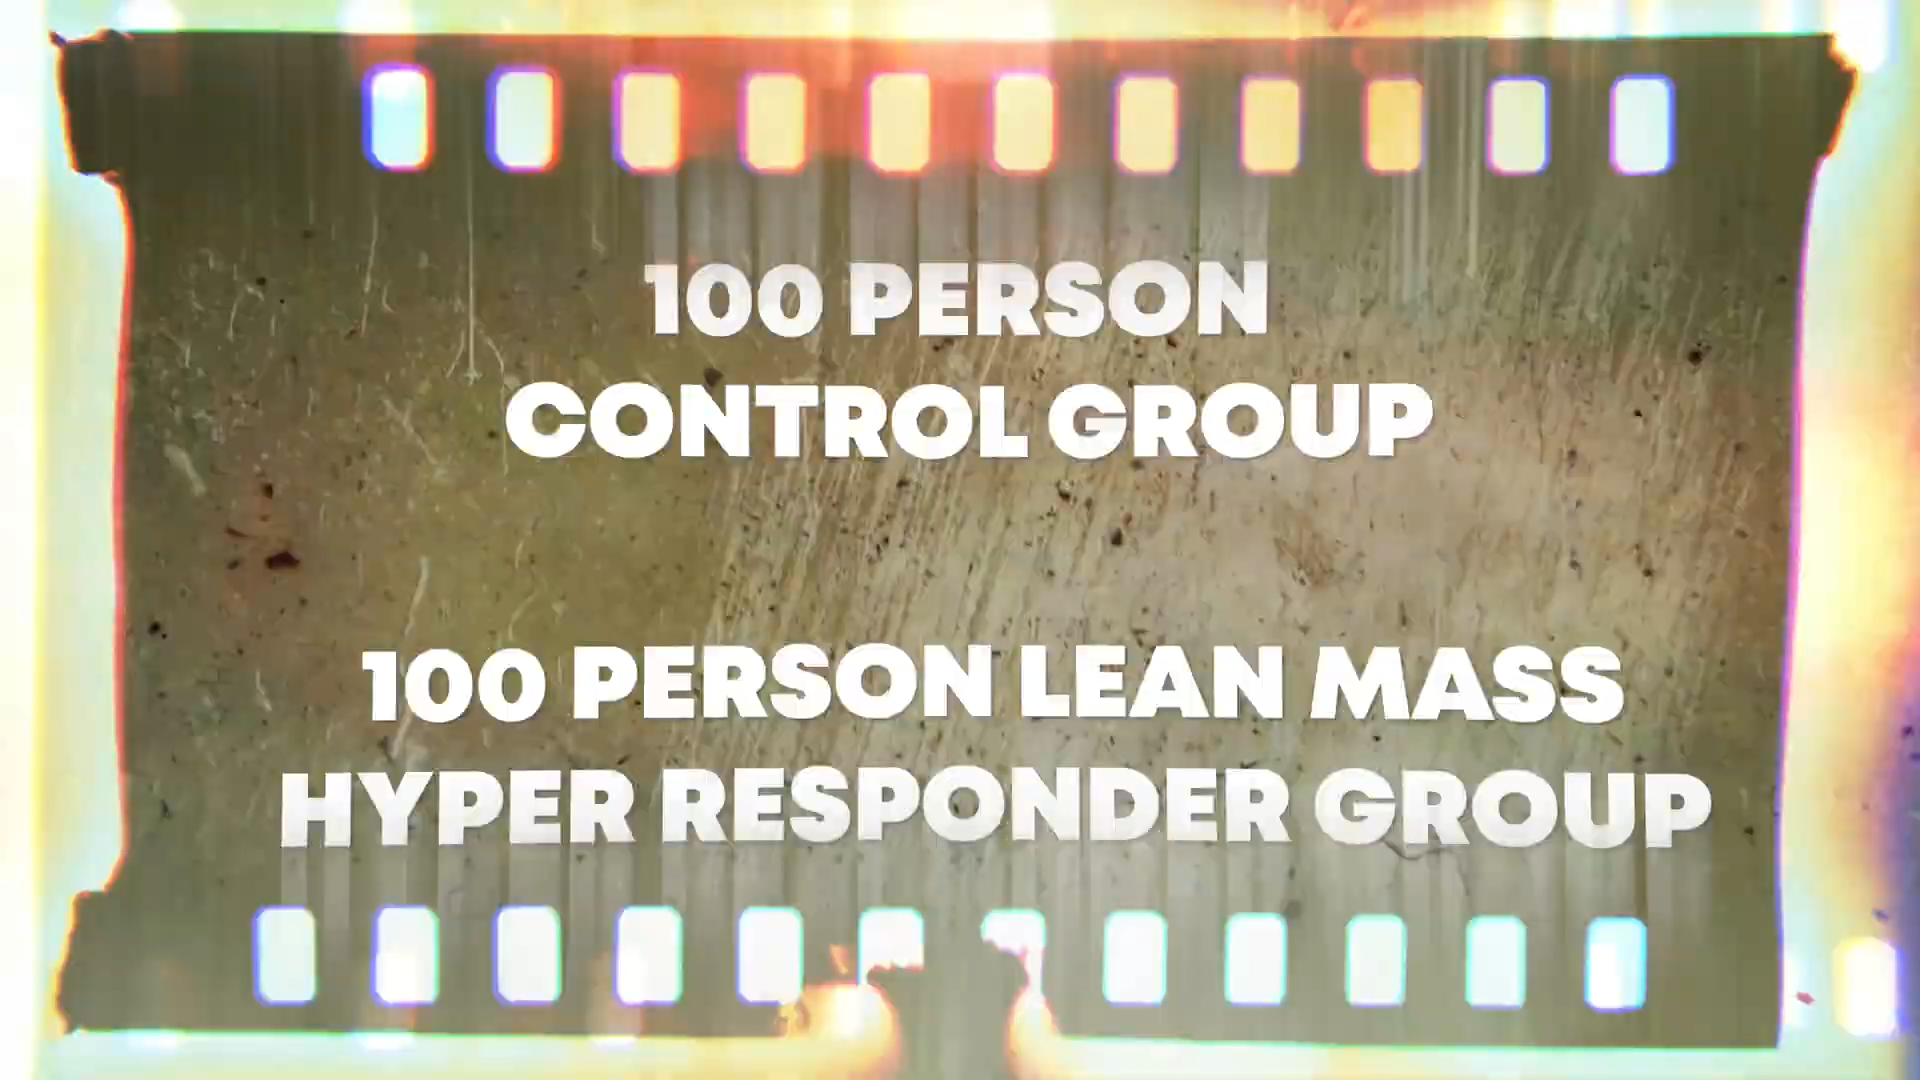 100 PERSON
CONTROL GROUP
100 PERSON LEAN MASS
HYPER RESPONDER GROUP